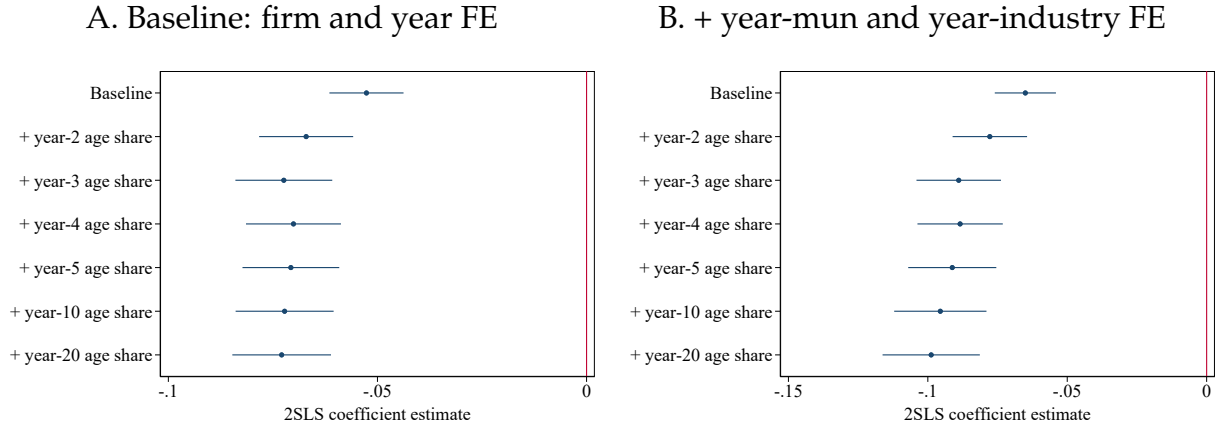 A. Baseline: firm and year FE
Baseline
+ year-2 age share
+ year-3 age share
+ year-4 age share
+ year-5 age share
+ year-10 age share
+ year-20 age share
-.1 -.05 0
2SLS coefficient estimate
B. + year-mun and year-industry FE
Baseline
+ year-2 age share
+ year-3 age share
+ year-4 age share
+ year-5 age share
+ year-10 age share
+ year-20 age share
-.15 -.1 -.05 0
2SLS coefficient estimate